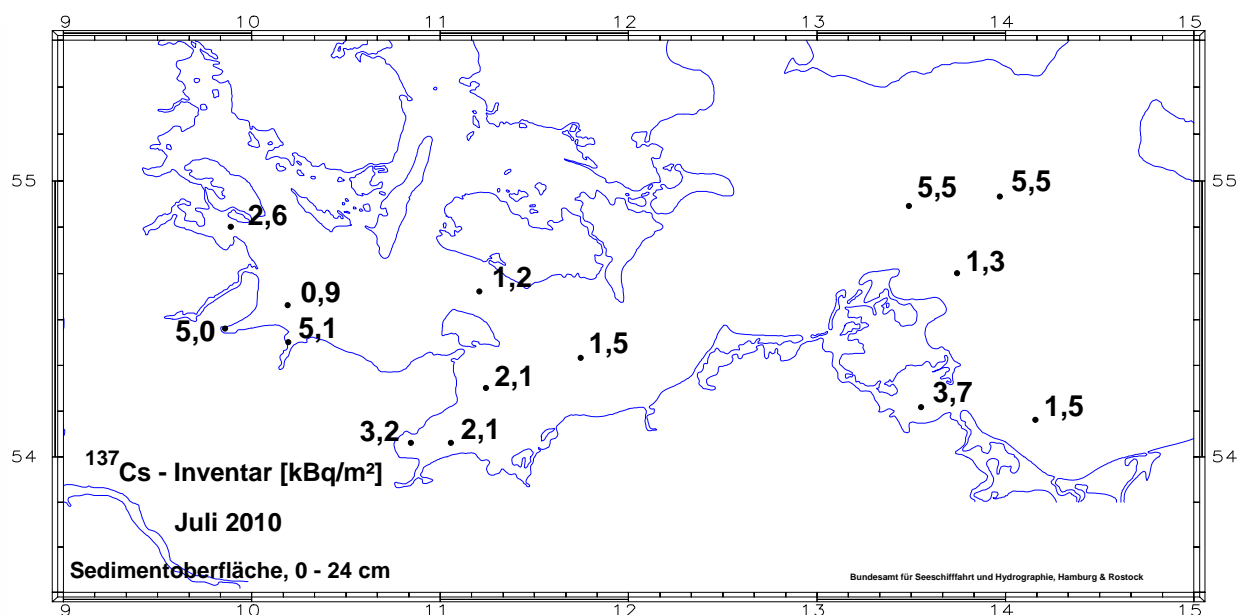 9 10 11 12 13 14 15
55 55
5,5 5,5
2,6
1,3
1,2
0,9
5,0 5,1
1,5
2,1
3,7
1,5
3,2 2,1
54 54
¹³⁷Cs - Inventar [kBq/m²]
Juli 2010
Sedimentoberfläche, 0 - 24 cm
Bundesamt für Seeschifffahrt und Hydrographie, Hamburg & Rostock
9 10 11 12 13 14 15